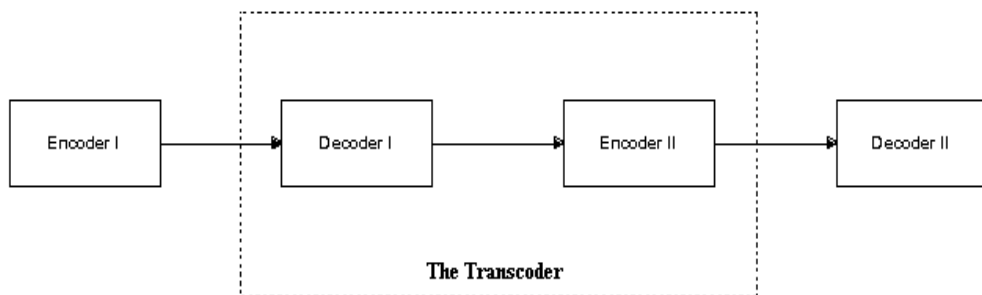 Encoder I
Decoder I
Encoder II
Decoder II
The Transcoder